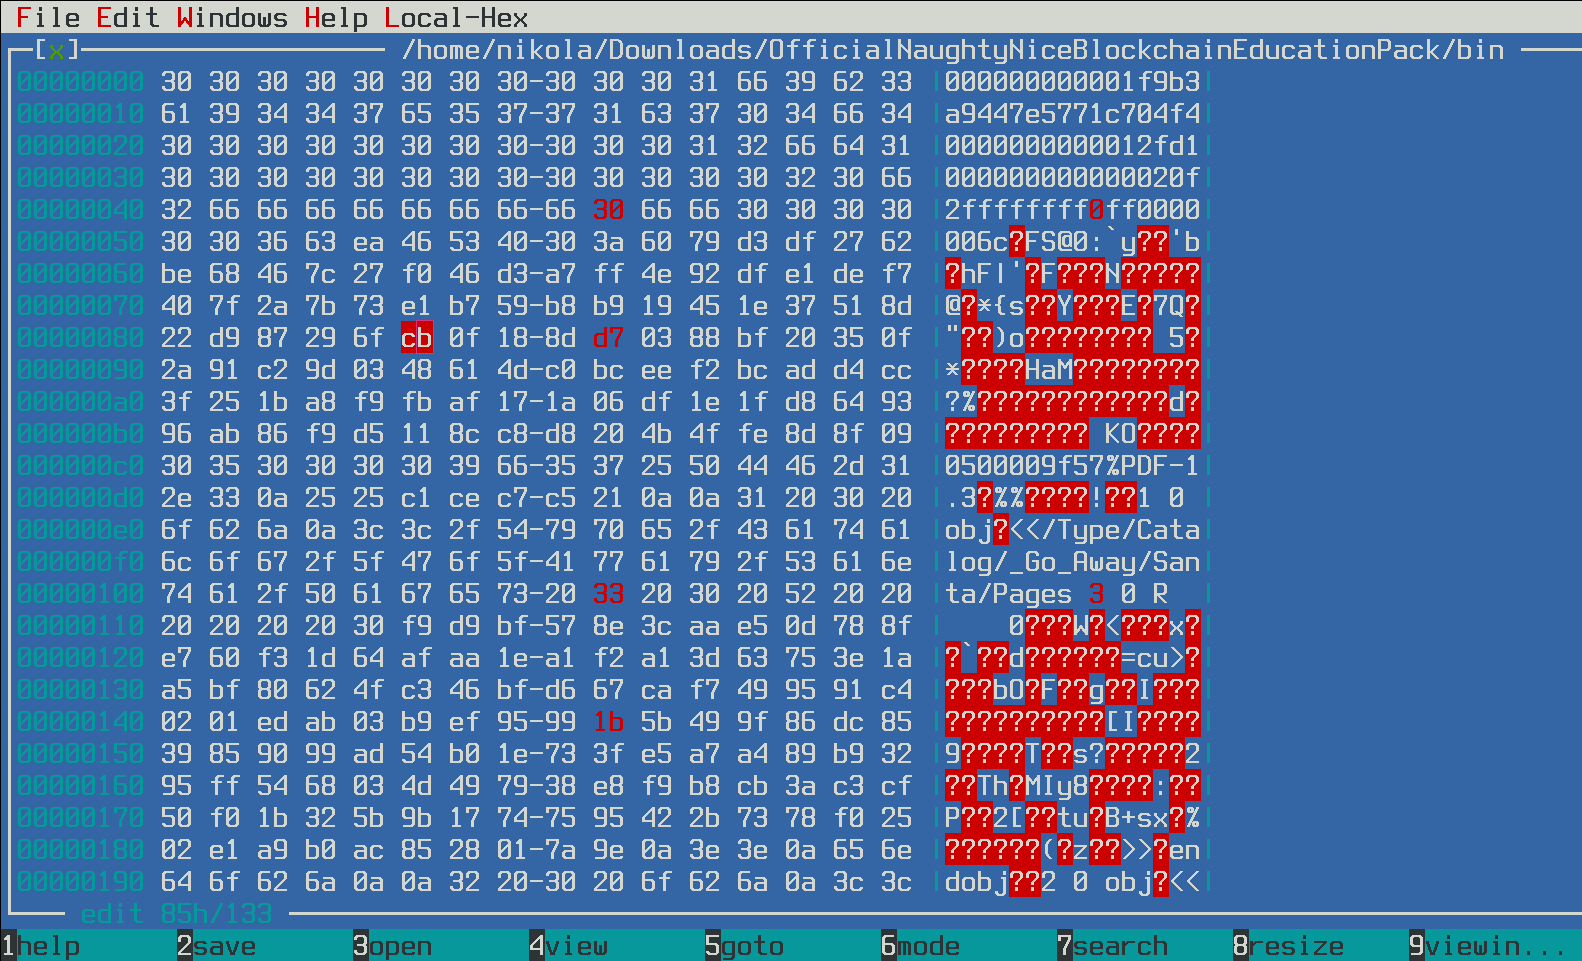 File Edit Windows Help Local-Hex
[x] /home/nikola/Downloads/OfficialNaughtyNiceBlockchainEducationPack/bin
00000000 30 30 30 30 30 30 30 30-30 30 30 31 66 39 62 33 |000000000001f9b3|
00000010 61 39 34 34 37 65 35 37-37 31 63 37 30 34 66 34 |a9447e5771c704f4|
00000020 30 30 30 30 30 30 30 30-30 30 30 31 32 66 64 31 |0000000000012fd1|
00000030 30 30 30 30 30 30 30 30-30 30 30 30 30 32 30 66 |000000000000020f|
00000040 32 66 66 66 66 66 66 66-66 30 66 66 30 30 30 30 |2ffffffff0ff0000|
00000050 30 30 36 63 ea 46 53 40-30 3a 60 79 d3 df 27 62 |006c?FS@0:`y??'b|
00000060 be 68 46 7c 27 f0 46 d3-a7 ff 4e 92 df e1 de f7 |?hF|'?F???N?????|
00000070 40 7f 2a 7b 73 e1 b7 59-b8 b9 19 45 1e 37 51 8d |@?*{s??Y???E?7Q?|
00000080 22 d9 87 29 6f cb 0f 18-8d d7 03 88 bf 20 35 0f |"??)o???????? 5?|
00000090 2a 91 c2 9d 03 48 61 4d-c0 bc ee f2 bc ad d4 cc |*????HaM????????|
000000a0 3f 25 1b a8 f9 fb af 17-1a 06 df 1e 1f d8 64 93 |?%????????????d?|
000000b0 96 ab 86 f9 d5 11 8c c8-d8 20 4b 4f fe 8d 8f 09 |????????? KO????|
000000c0 30 35 30 30 30 30 39 66-35 37 25 50 44 46 2d 31 |0500009f57%PDF-1|
000000d0 2e 33 0a 25 25 c1 ce c7-c5 21 0a 0a 31 20 30 20 |.3?%%????!??1 0 |
000000e0 6f 62 6a 0a 3c 3c 2f 54-79 70 65 2f 43 61 74 61 |obj?<</Type/Cata|
000000f0 6c 6f 67 2f 5f 47 6f 5f-41 77 61 79 2f 53 61 6e |log/_Go_Away/San|
00000100 74 61 2f 50 61 67 65 73-20 33 20 30 20 52 20 20 |ta/Pages 3 0 R  |
00000110 20 20 20 20 30 f9 d9 bf-57 8e 3c aa e5 0d 78 8f |    0???W?<???x?|
00000120 e7 60 f3 1d 64 af aa 1e-a1 f2 a1 3d 63 75 3e 1a |?`??d??????=cu>?|
00000130 a5 bf 80 62 4f c3 46 bf-d6 67 ca f7 49 95 91 c4 |???bO?F??g??I???|
00000140 02 01 ed ab 03 b9 ef 95-99 1b 5b 49 9f 86 dc 85 |??????????[I????|
00000150 39 85 90 99 ad 54 b0 1e-73 3f e5 a7 a4 89 b9 32 |9????T??s??????2|
00000160 95 ff 54 68 03 4d 49 79-38 e8 f9 b8 cb 3a c3 cf |??Th?MIy8????:??|
00000170 50 f0 1b 32 5b 9b 17 74-75 95 42 2b 73 78 f0 25 |P??2[??tu?B+sx?%|
00000180 02 e1 a9 b0 ac 85 28 01-7a 9e 0a 3e 3e 0a 65 6e |??????(?z??>>?en|
00000190 64 6f 62 6a 0a 0a 32 20-30 20 6f 62 6a 0a 3c 3c |dobj??2 0 obj?<<|
edit 85h/133
1help 2save 3open 4view 5goto 6mode 7search 8resize 9viewin...